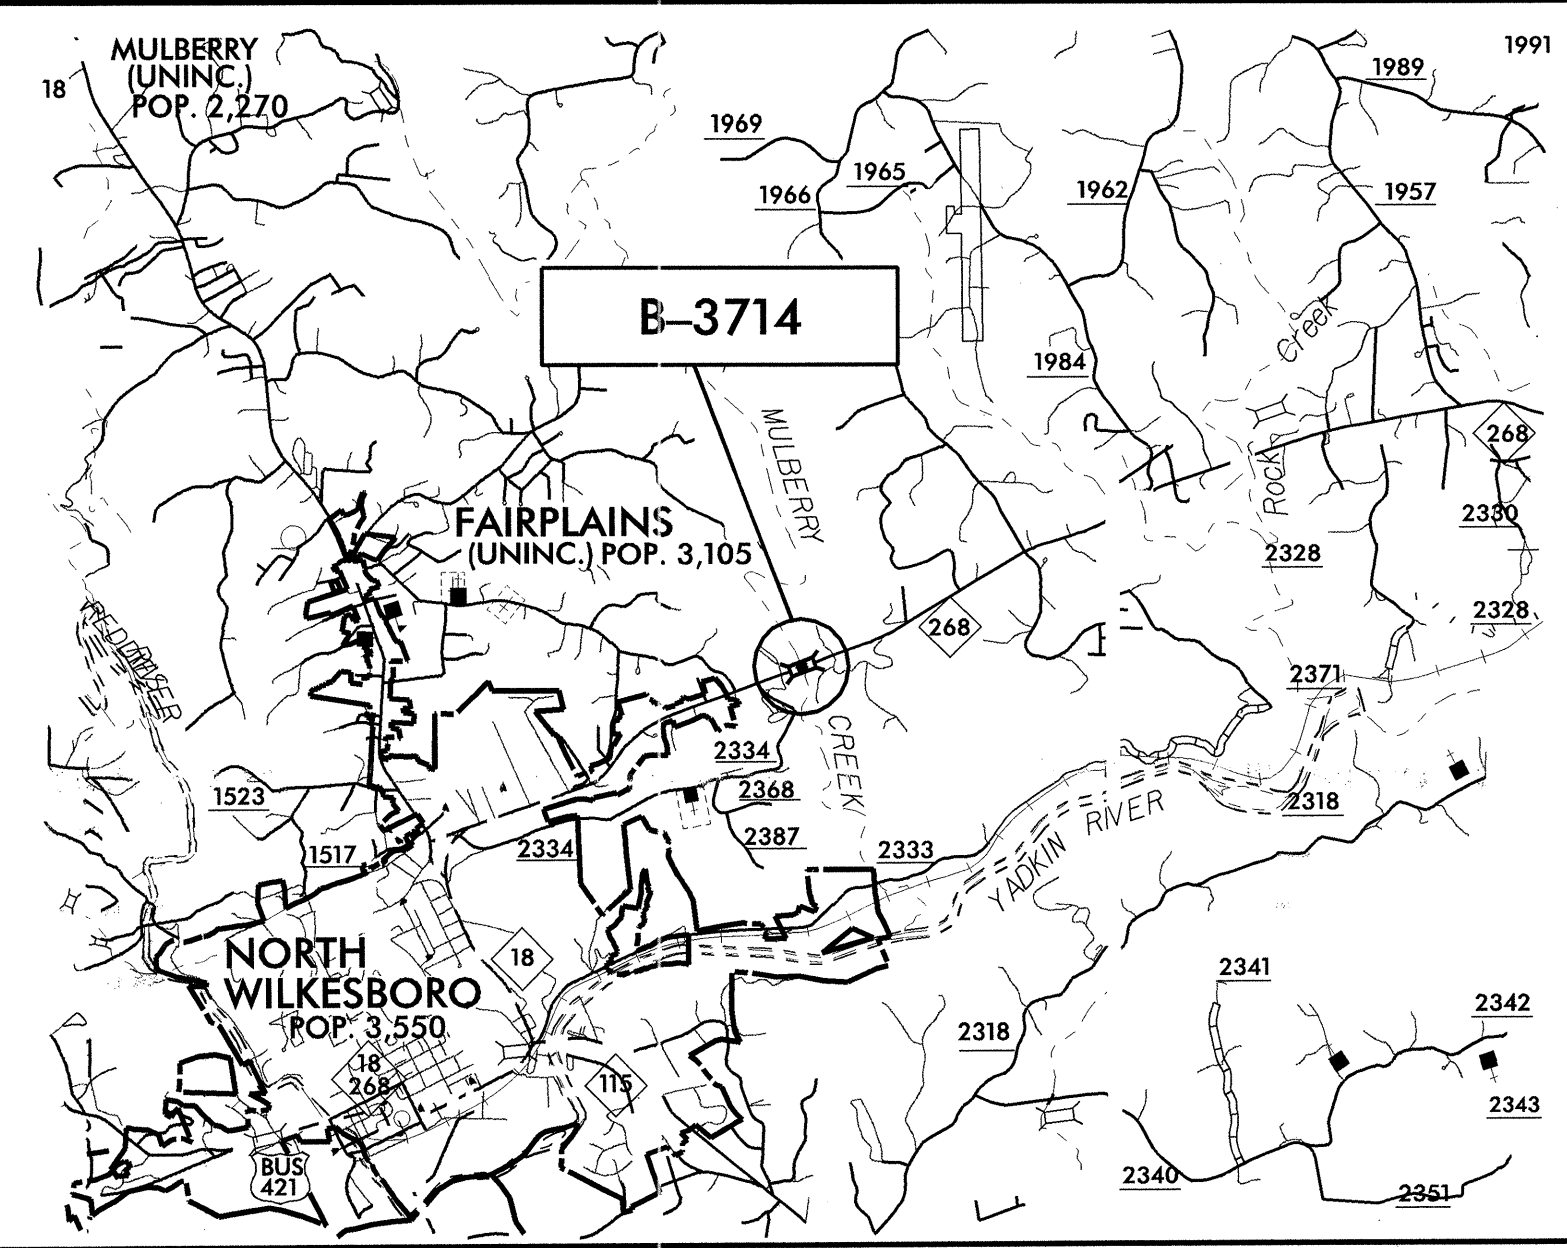 MULBERRY
(UNINC.)
POP. 2,270
18
1991
1989
1969
1965
1966
1962
1957
B–3714
Creek
1984
MULBERRY
268
ROCK
2330
FAIRPLAINS
(UNINC.) POP. 3,105
2328
2328
268
REDDIES
RIVER
2371
2334
CREEK
1523
2368
2318
2387
RIVER
1517
2334
2333
YADKIN
NORTH
WILKESBORO
POP. 3,550
18
2341
2342
2318
18
268
115
2343
BUS
421
2340
2351